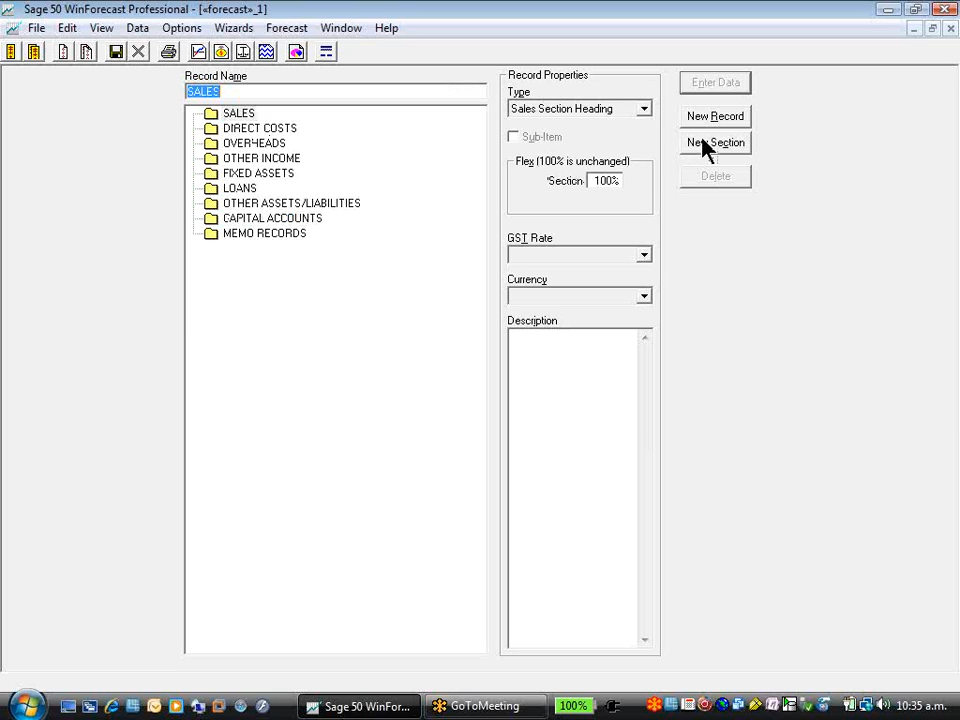 Sage 50 WinForecast Professional - [«forecast»_1]
File Edit View Data Options Wizards Forecast Window Help
Record Name
SALES
SALES
DIRECT COSTS
OVERHEADS
OTHER INCOME
FIXED ASSETS
LOANS
OTHER ASSETS/LIABILITIES
CAPITAL ACCOUNTS
MEMO RECORDS
Record Properties
Type
Sales Section Heading
Sub-Item
Flex (100% is unchanged)
Section: 100%
GST Rate
Currency
Description
Enter Data
New Record
New Section
Delete
Sage 50 WinFor...
GoToMeeting
100%
10:35 a.m.